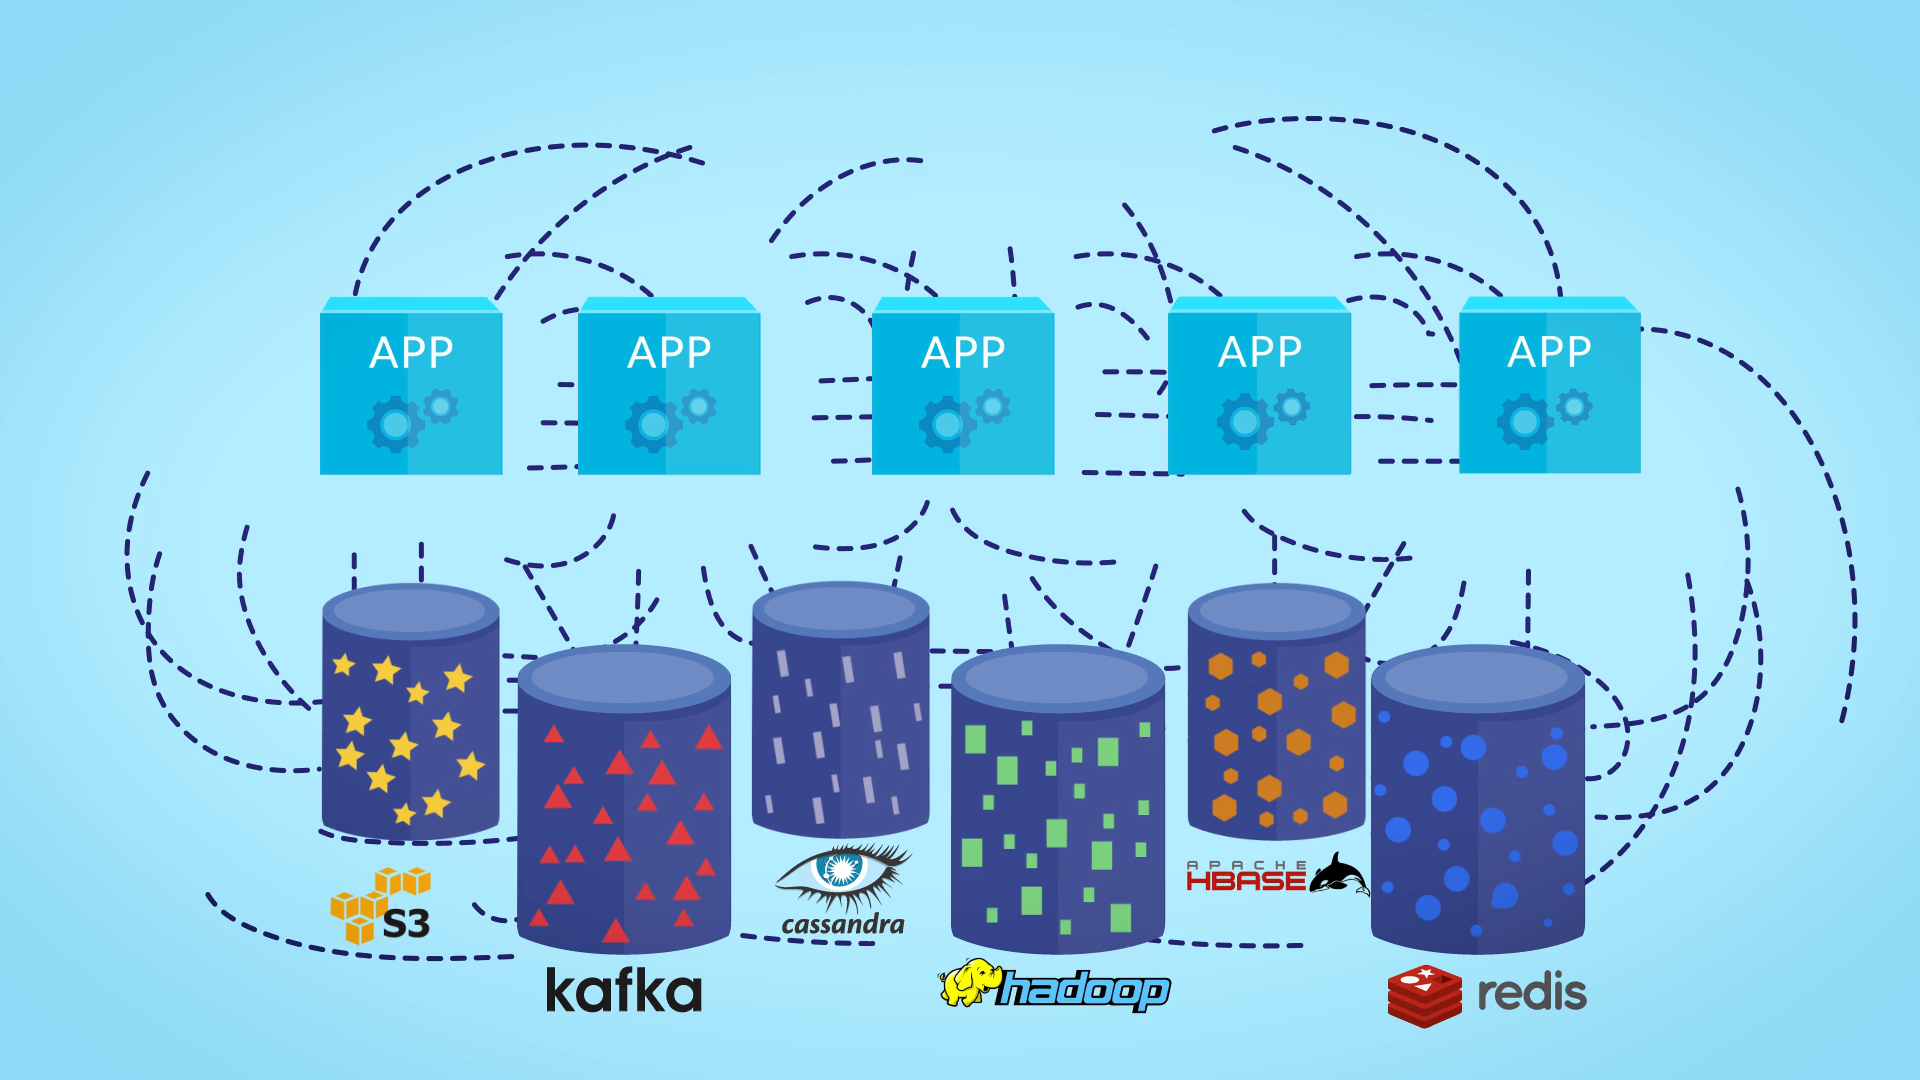 APP
APP
APP
APP
APP
S3
kafka
cassandra
hadoop
APACHE
HBASE
redis